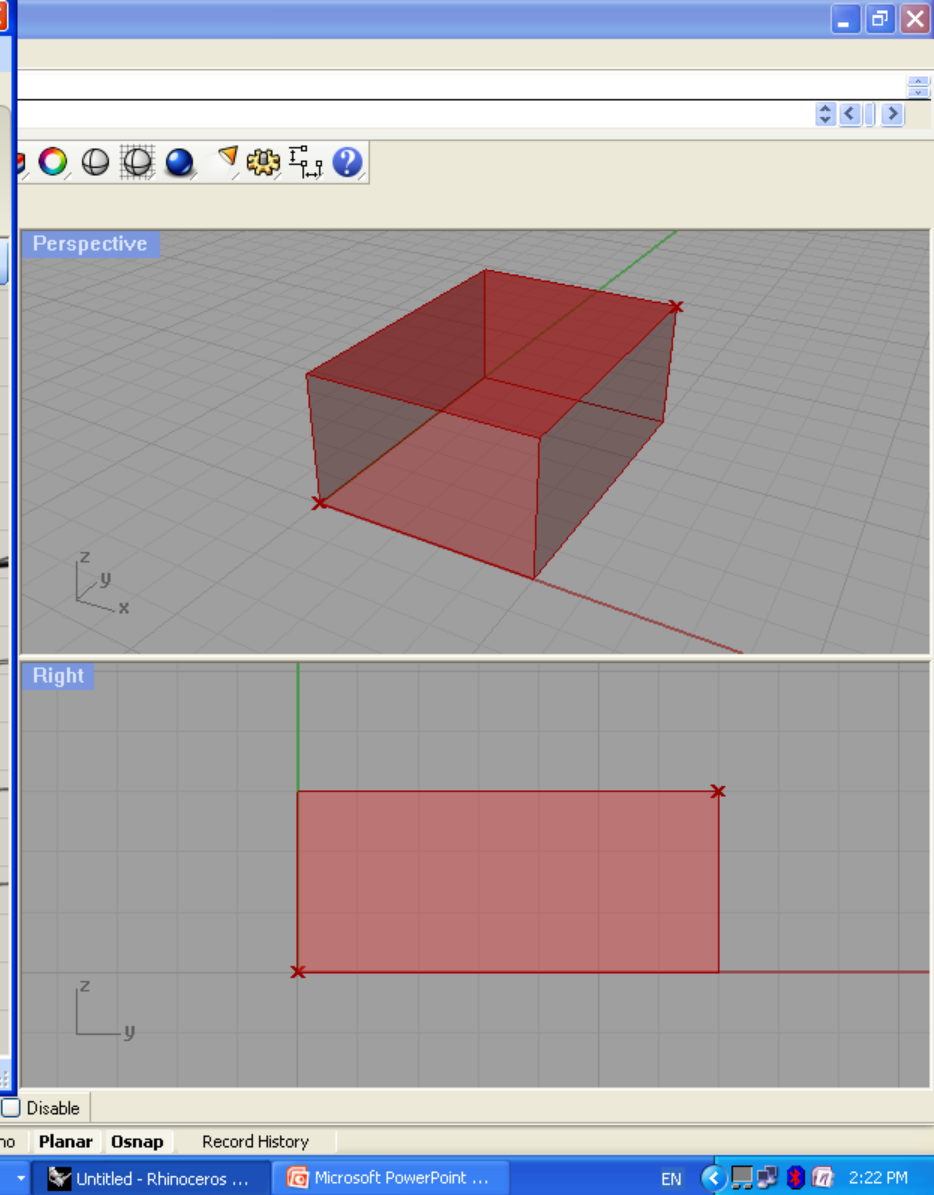 Perspective
z
y
x
Right
z
y
Disable
no Planar Osnap Record History
Untitled - Rhinoceros ... Microsoft PowerPoint ... EN 2:22 PM